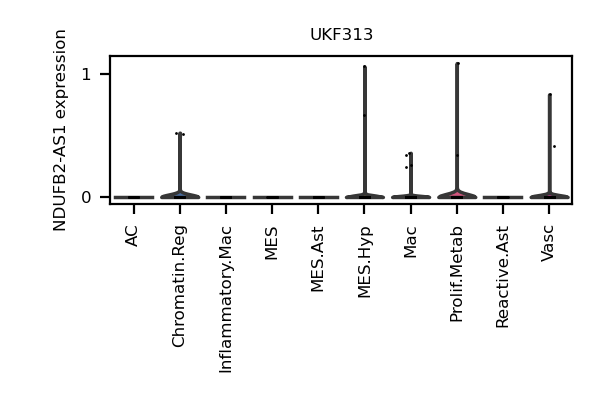 UKF313
NDUFB2-AS1 expression
1
0
AC
Chromatin.Reg
Inflammatory.Mac
MES
MES.Ast
MES.Hyp
Mac
Prolif.Metab
Reactive.Ast
Vasc